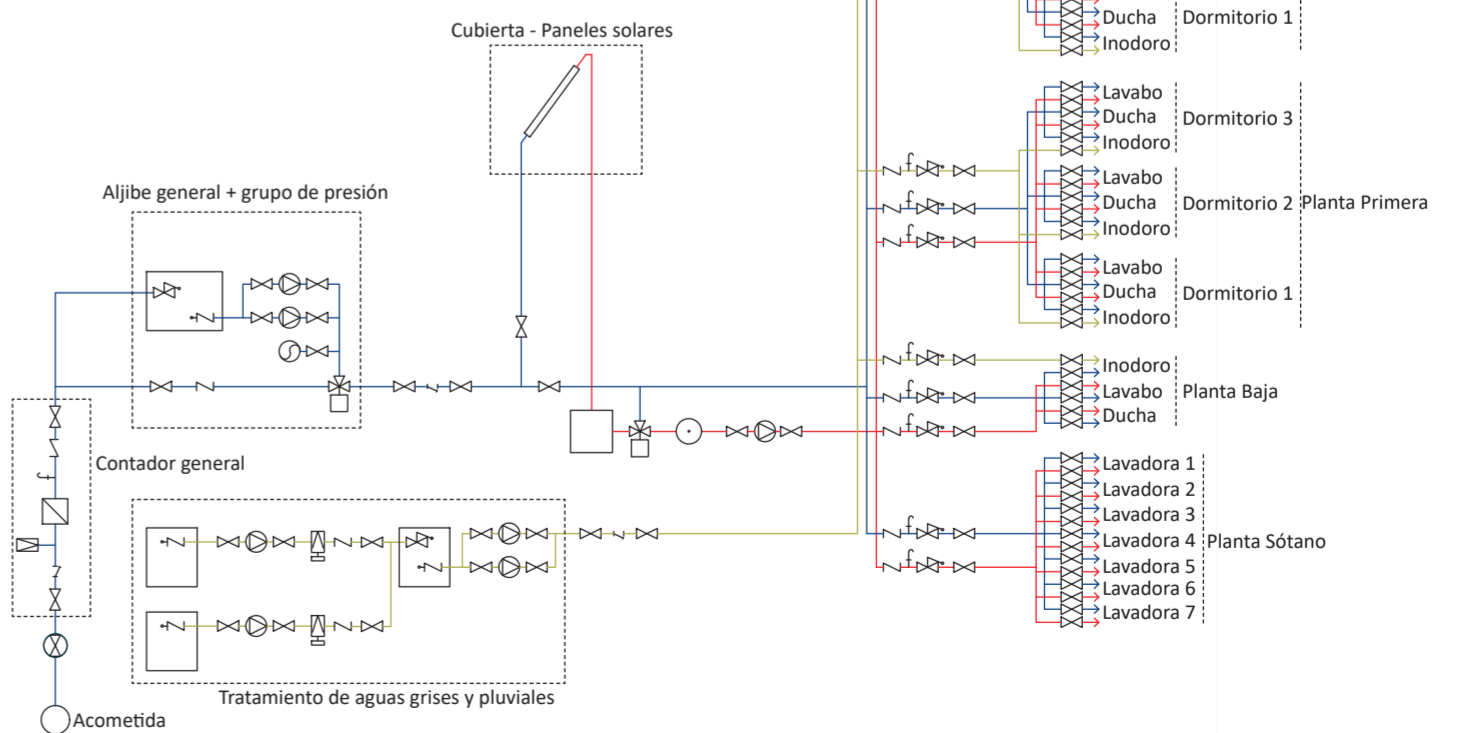 Ducha
Dormitorio 1
Inodoro
Cubierta - Paneles solares
Lavabo
Ducha
Dormitorio 3
Inodoro
Aljibe general + grupo de presión
Lavabo
Ducha
Dormitorio 2
Planta Primera
Inodoro
Lavabo
Ducha
Dormitorio 1
Inodoro
Inodoro
Lavabo
Planta Baja
Ducha
Contador general
Lavadora 1
Lavadora 2
Lavadora 3
Lavadora 4
Planta Sótano
Lavadora 5
Lavadora 6
Lavadora 7
Tratamiento de aguas grises y pluviales
Acometida